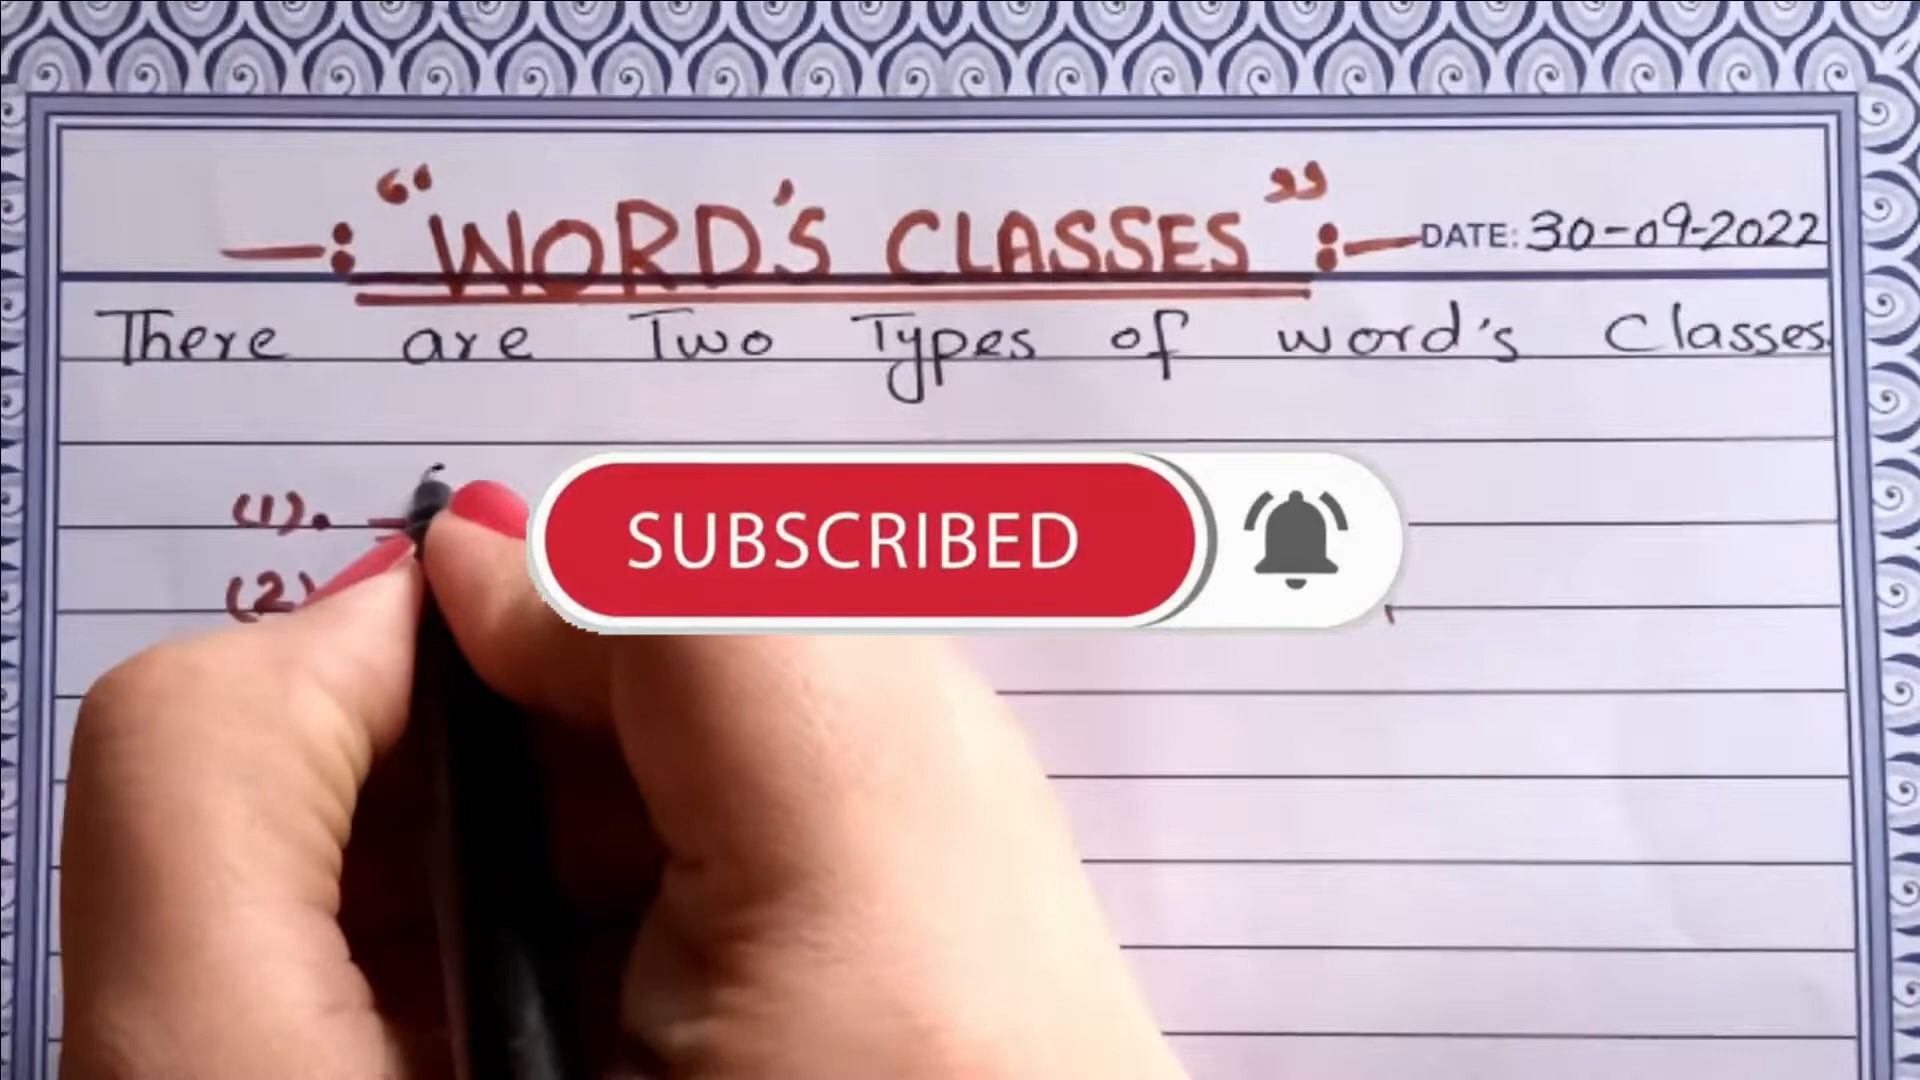 —: “WORD'S CLASSES” :— DATE: 30-09-2022
There are Two Types of word's Classes.
(1).
SUBSCRIBED
(2)